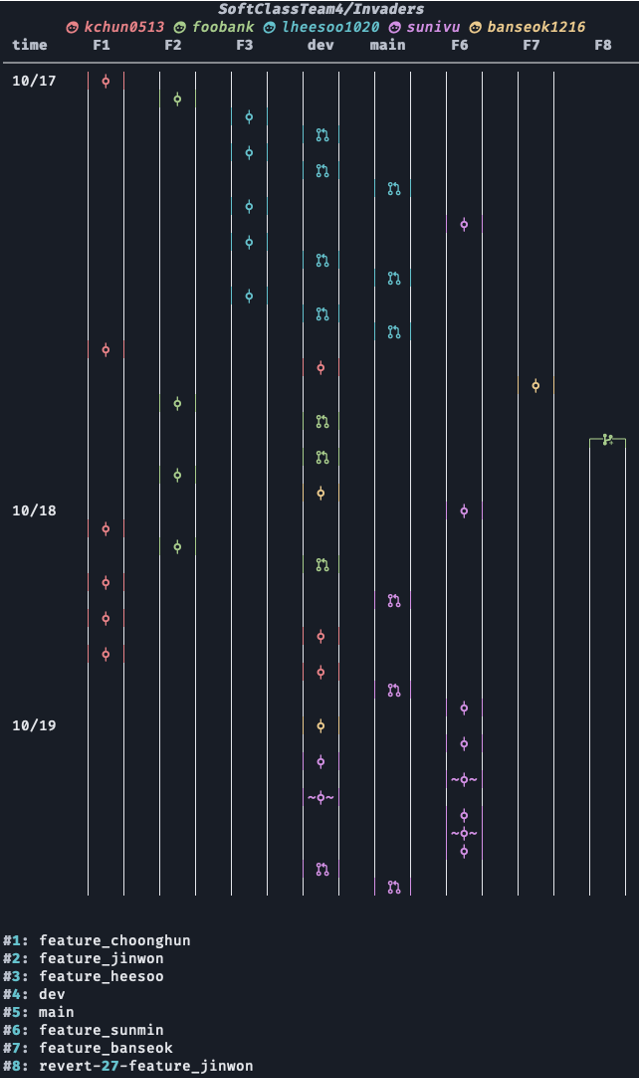 SoftClassTeam4/Invaders
kchun0513 foobank lheesoo1020 sunivu banseok1216
time F1 F2 F3 dev main F6 F7 F8
10/17
10/18
10/19
~ ~
~ ~
~ ~
#1: feature_choonghun
#2: feature_jinwon
#3: feature_heesoo
#4: dev
#5: main
#6: feature_sunmin
#7: feature_banseok
#8: revert-27-feature_jinwon